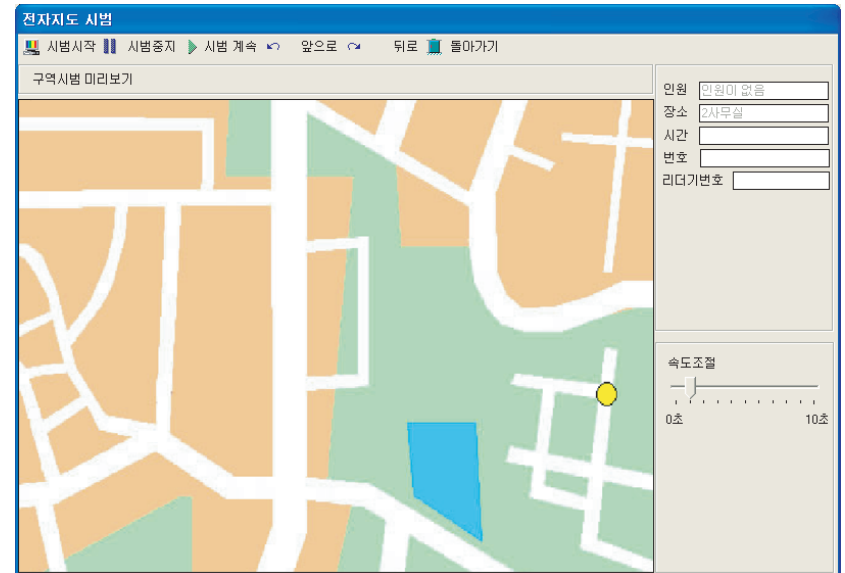 전자지도 시범
시범시작 시범중지 시범 계속 앞으로 뒤로 돌아가기
구역시범 미리보기
인원 인원이 없음
장소 2사무실
시간
번호
리더기번호
속도조절
0초 10초